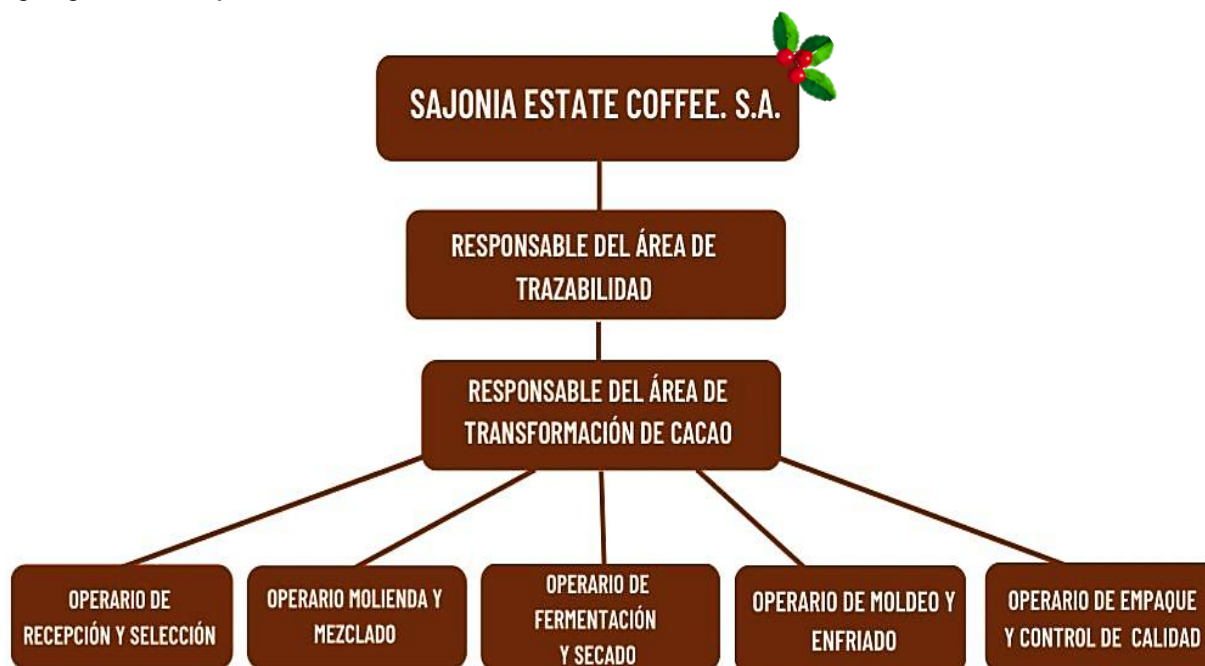 SAJONIA ESTATE COFFEE. S.A.
RESPONSABLE DEL ÁREA DE
TRAZABILIDAD
RESPONSABLE DEL ÁREA DE
TRANSFORMACIÓN DE CACAO
OPERARIO DE
RECEPCIÓN Y SELECCIÓN
OPERARIO MOLIENDA Y
MEZCLADO
OPERARIO DE
FERMENTACIÓN
Y SECADO
OPERARIO DE MOLDEO Y
ENFRIADO
OPERARIO DE EMPAQUE
Y CONTROL DE CALIDAD